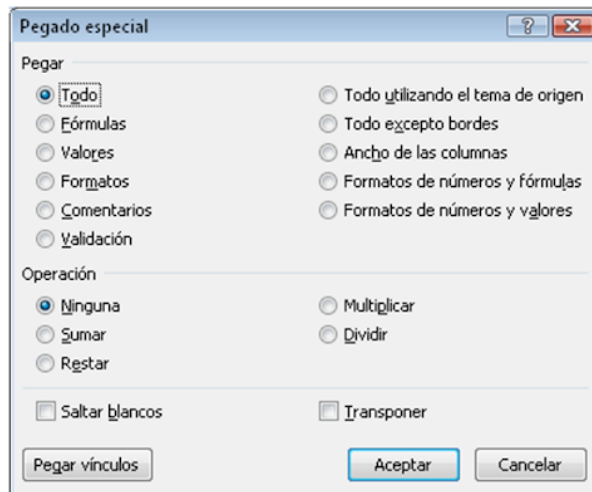 Pegado especial
Pegar
Todo
Todo utilizando el tema de origen
Fórmulas
Todo excepto bordes
Valores
Ancho de las columnas
Formatos
Formatos de números y fórmulas
Comentarios
Formatos de números y valores
Validación
Operación
Ninguna
Multiplicar
Sumar
Dividir
Restar
Saltar blancos
Transponer
Pegar vínculos
Aceptar
Cancelar